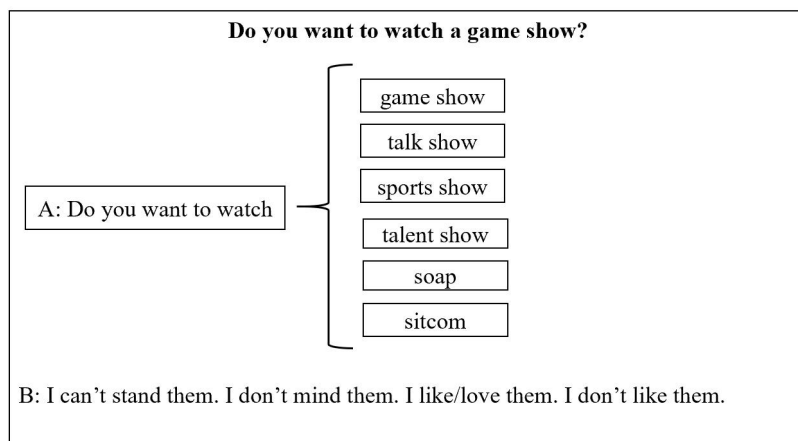 Do you want to watch a game show?
game show
talk show
sports show
A: Do you want to watch
talent show
soap
sitcom
B: I can’t stand them. I don’t mind them. I like/love them. I don’t like them.